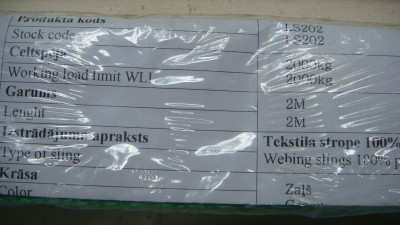 Produkta kods LS202
Stock code LS202
Celtspēja 2000kg
Working load limit WLL 2000kg
Garums 2M
Lenght 2M
Izstrādājuma apraksts Tekstila strope 100%
Type of sling Webing slings 100% p
Krāsa Zaļš
Color Green